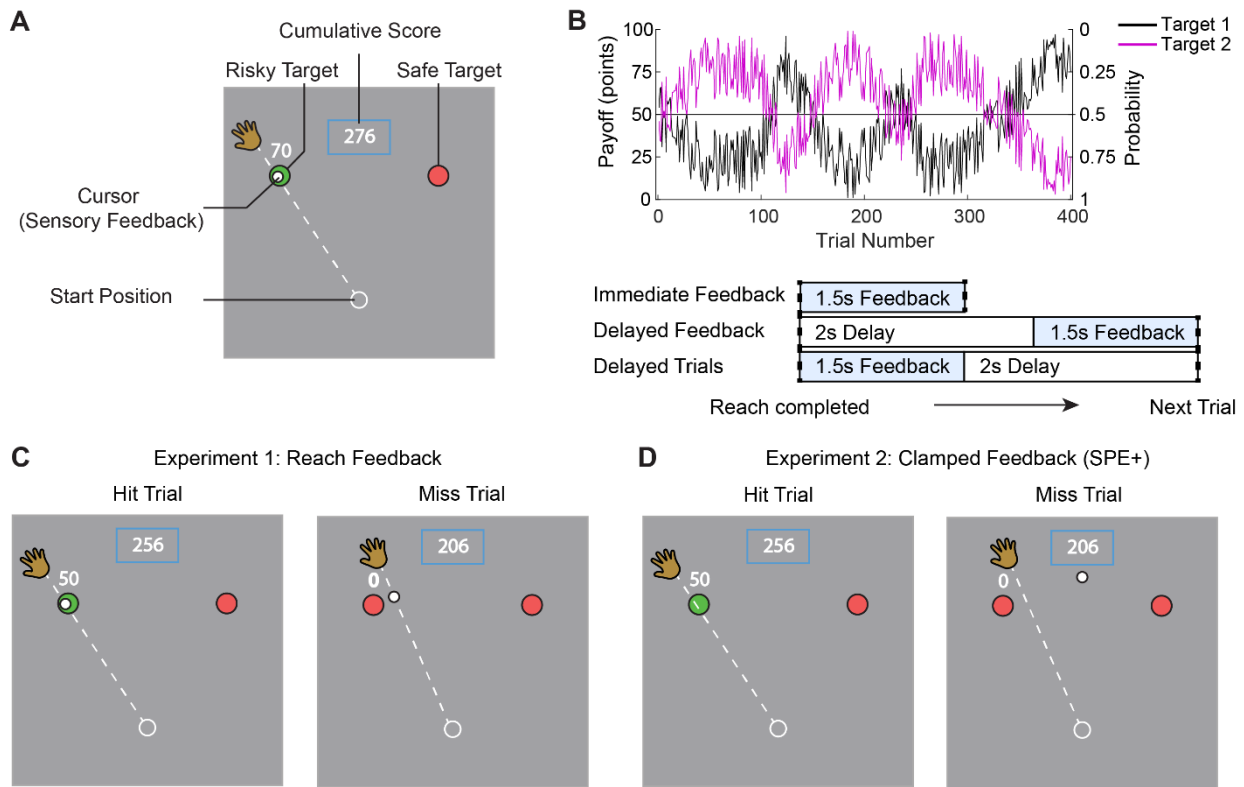 A
Cumulative Score
Risky Target
Safe Target
276
70
Cursor
(Sensory Feedback)
Start Position
B
Target 1
Target 2
Payoff (points)
100
75
50
25
0
0
0.25
0.5
0.75
1
Probability
0 100 200 300 400
Trial Number
Immediate Feedback
1.5s Feedback
Delayed Feedback
2s Delay
1.5s Feedback
Delayed Trials
1.5s Feedback
2s Delay
Reach completed
Next Trial
C
Experiment 1: Reach Feedback
Hit Trial
Miss Trial
256
50
206
0
D
Experiment 2: Clamped Feedback (SPE+)
Hit Trial
Miss Trial
256
50
206
0